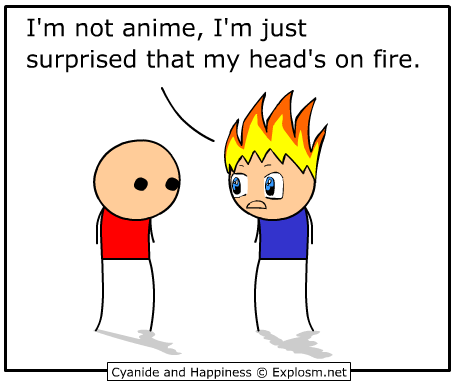 I'm not anime, I'm just
surprised that my head's on fire.
Cyanide and Happiness © Explosm.net